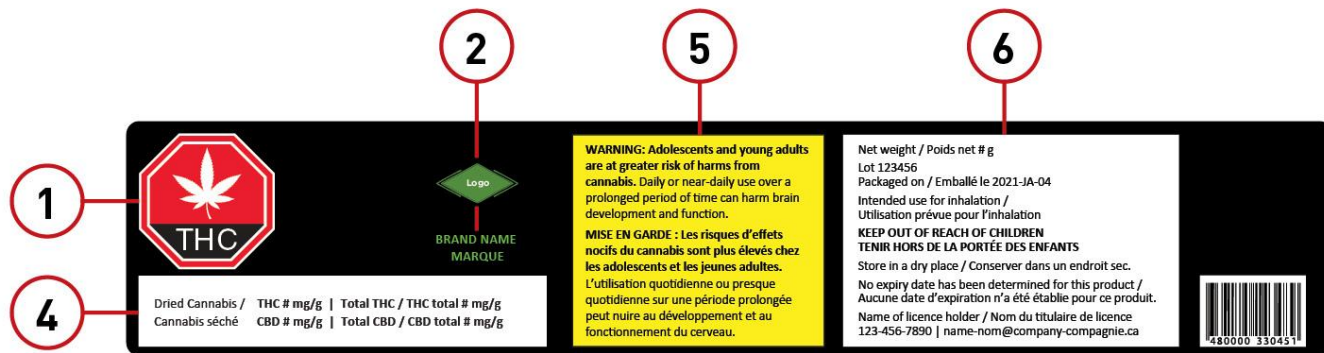 2
5
6
1
4
THC
Logo
BRAND NAME
MARQUE
Dried Cannabis / THC # mg/g | Total THC / THC total # mg/g
Cannabis séché CBD # mg/g | Total CBD / CBD total # mg/g
WARNING: Adolescents and young adults
are at greater risk of harms from
cannabis. Daily or near-daily use over a
prolonged period of time can harm brain
development and function.
MISE EN GARDE : Les risques d’effets
nocifs du cannabis sont plus élevés chez
les adolescents et les jeunes adultes.
L’utilisation quotidienne ou presque
quotidienne sur une période prolongée
peut nuire au développement et au
fonctionnement du cerveau.
Net weight / Poids net # g
Lot 123456
Packaged on / Emballé le 2021-JA-04
Intended use for inhalation /
Utilisation prévue pour l’inhalation
KEEP OUT OF REACH OF CHILDREN
TENIR HORS DE LA PORTÉE DES ENFANTS
Store in a dry place / Conserver dans un endroit sec.
No expiry date has been determined for this product /
Aucune date d’expiration n’a été établie pour ce produit.
Name of licence holder / Nom du titulaire de licence
123-456-7890 | name-nom@company-compagnie.ca
480000 330451